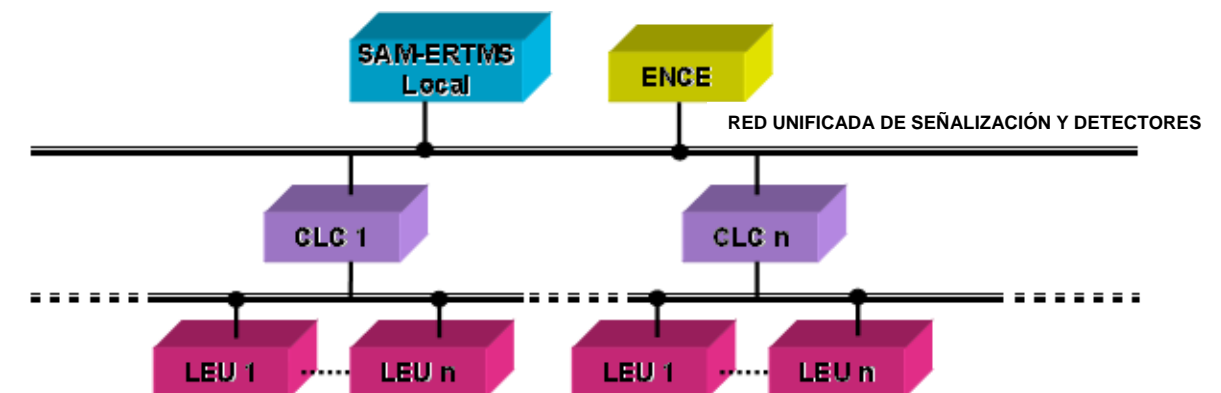 SAM-ERTMS
Local
ENCE
RED UNIFICADA DE SEÑALIZACIÓN Y DETECTORES
CLC 1
CLC n
LEU 1
LEU n
LEU 1
LEU n